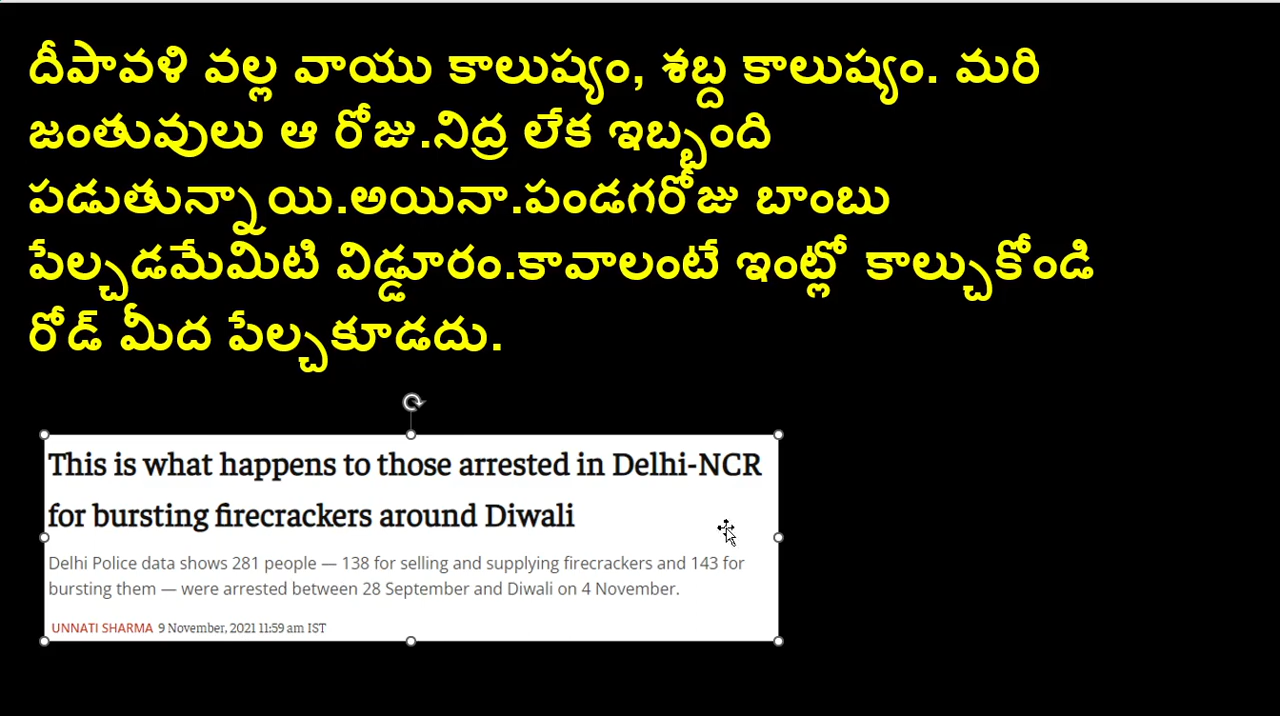 దీపావళి వల్ల వాయు కాలుష్యం, శబ్ద కాలుష్యం. మరి
జంతువులు ఆ రోజు.నిద్ర లేక ఇబ్బంది
పడుతున్నాయి.అయినా.పండగరోజు బాంబు
పేల్చడమేమిటి విడ్డూరం.కావాలంటే ఇంట్లో కాల్చుకోండి
రోడ్ మీద పేల్చకూడదు.
This is what happens to those arrested in Delhi-NCR
for bursting firecrackers around Diwali
Delhi Police data shows 281 people — 138 for selling and supplying firecrackers and 143 for
bursting them — were arrested between 28 September and Diwali on 4 November.
UNNATI SHARMA 9 November, 2021 11:59 am IST